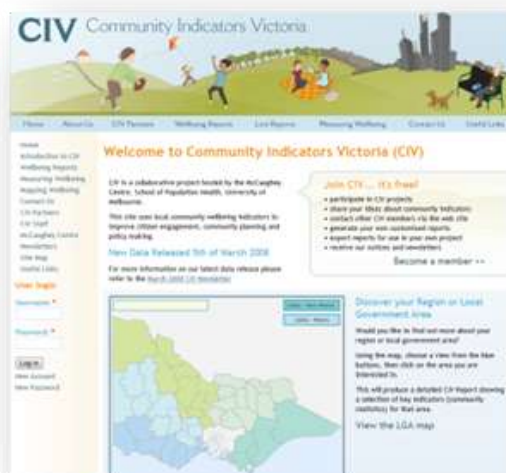 CIV Community Indicators Victoria
Home About Us CIV Partners Wellbeing Reports Live Reports Measuring Wellbeing Contact Us Useful Links
Home
Introduction to CIV
Wellbeing Reports
Measuring Wellbeing
Mapping Wellbeing
Contact Us
CIV Partners
CIV Staff
McCaughey Centre
Newsletters
Site Map
Useful Links
User login
Username: *
Password: *
Log in
New Account
New Password
Welcome to Community Indicators Victoria (CIV)
CIV is a collaborative project hosted by the McCaughey
Centre, School of Population Health, University of
Melbourne.
This site uses local community wellbeing indicators to
improve citizen engagement, community planning and
policy making.
New Data Released 5th of March 2008
For more information on our latest data release please
refer to the March 2008 CIV Newsletter
Join CIV... it's free!
• participate in CIV projects
• share your ideas about community indicators
• contact other CIV members via the web site
• generate your own customised reports
• export reports for use in your own project
• receive our notices and newsletters
Become a member >>
Discover your Region or Local
Government Area
Would you like to find out more about your
region or local government area?
Using the map, choose a view from the blue
buttons, then click on the area you are
interested in.
This will produce a detailed CIV Report showing
a selection of key indicators (community
statistics) for that area.
View the LGA map